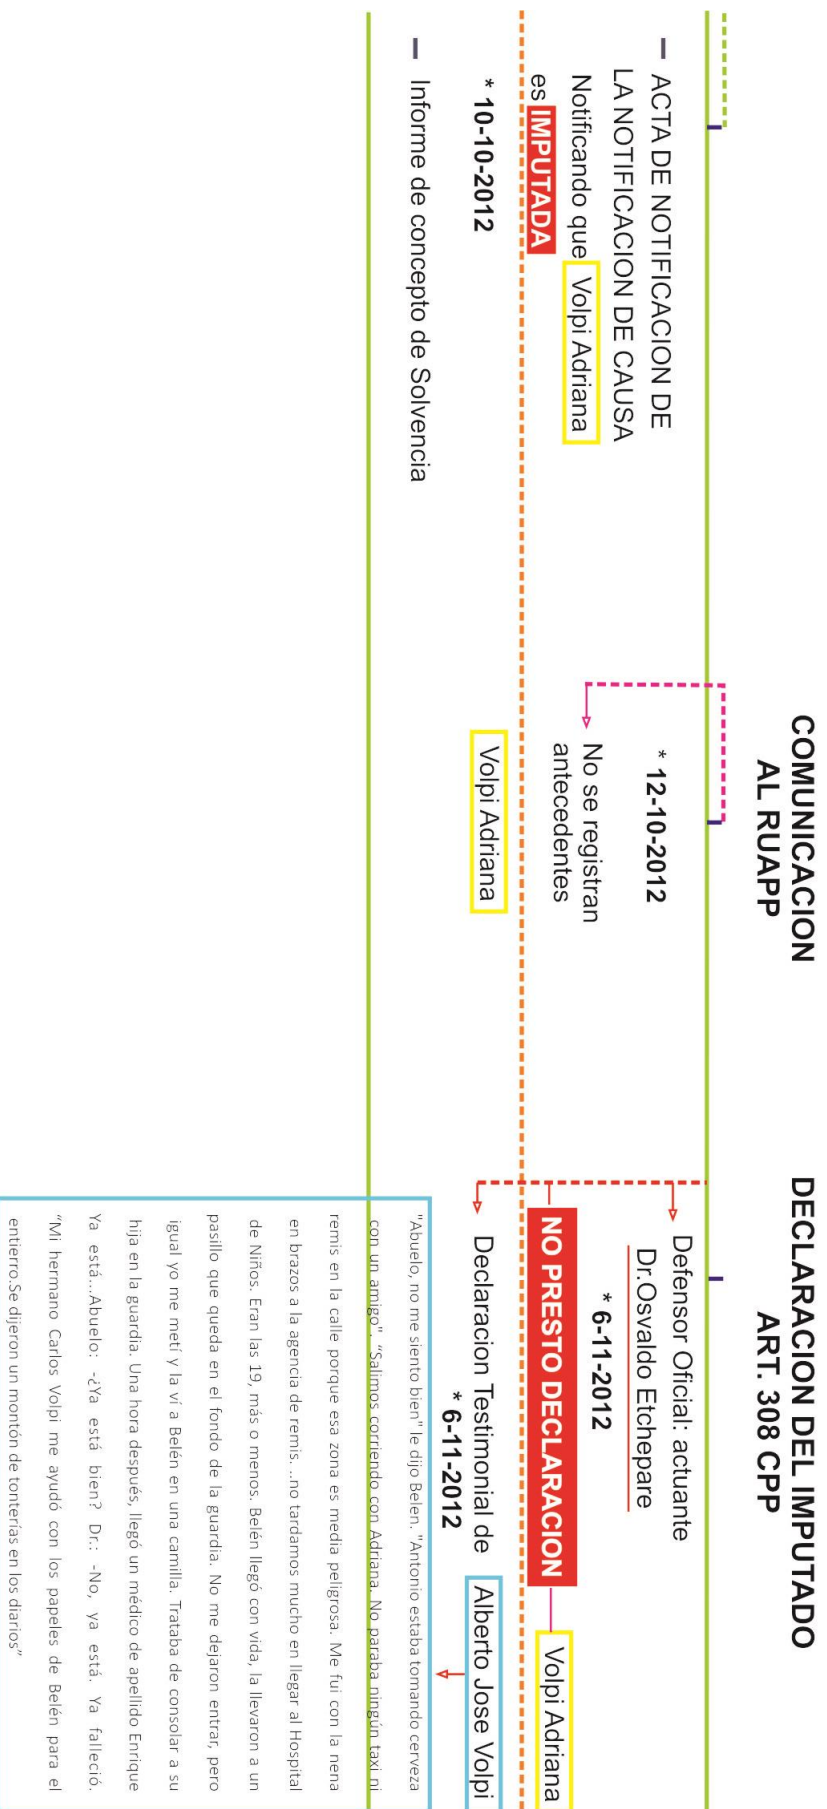 ACTA DE NOTIFICACION DE
LA NOTIFICACION DE CAUSA
Notificando que Volpi Adriana
es IMPUTADA
* 10-10-2012
Informe de concepto de Solvencia
COMUNICACION
AL RUAPP
* 12-10-2012
No se registran
antecedentes
Volpi Adriana
DECLARACION DEL IMPUTADO
ART. 308 CPP
Defensor Oficial: actuante
Dr.Osvaldo Etchepare
* 6-11-2012
NO PRESTO DECLARACION
Volpi Adriana
Declaracion Testimonial de
Alberto Jose Volpi
* 6-11-2012
"Abuelo, no me siento bien" le dijo Belen. "Antonio estaba tomando cerveza
con un amigo". "Salimos corriendo con Adriana. No paraba ningún taxi ni
remis en la calle porque esa zona es media peligrosa. Me fui con la nena
en brazos a la agencia de remis. ..no tardamos mucho en llegar al Hospital
de Niños. Eran las 19, más o menos. Belén llegó con vida, la llevaron a un
pasillo que queda en el fondo de la guardia. No me dejaron entrar, pero
igual yo me metí y la ví a Belén en una camilla. Trataba de consolar a su
hija en la guardia. Una hora después, llegó un médico de apellido Enrique
Ya está...Abuelo: -¿Ya está bien? Dr.: -No, ya está. Ya falleció.
"Mi hermano Carlos Volpi me ayudó con los papeles de Belén para el
entierro.Se dijeron un montón de tonterías en los diarios"